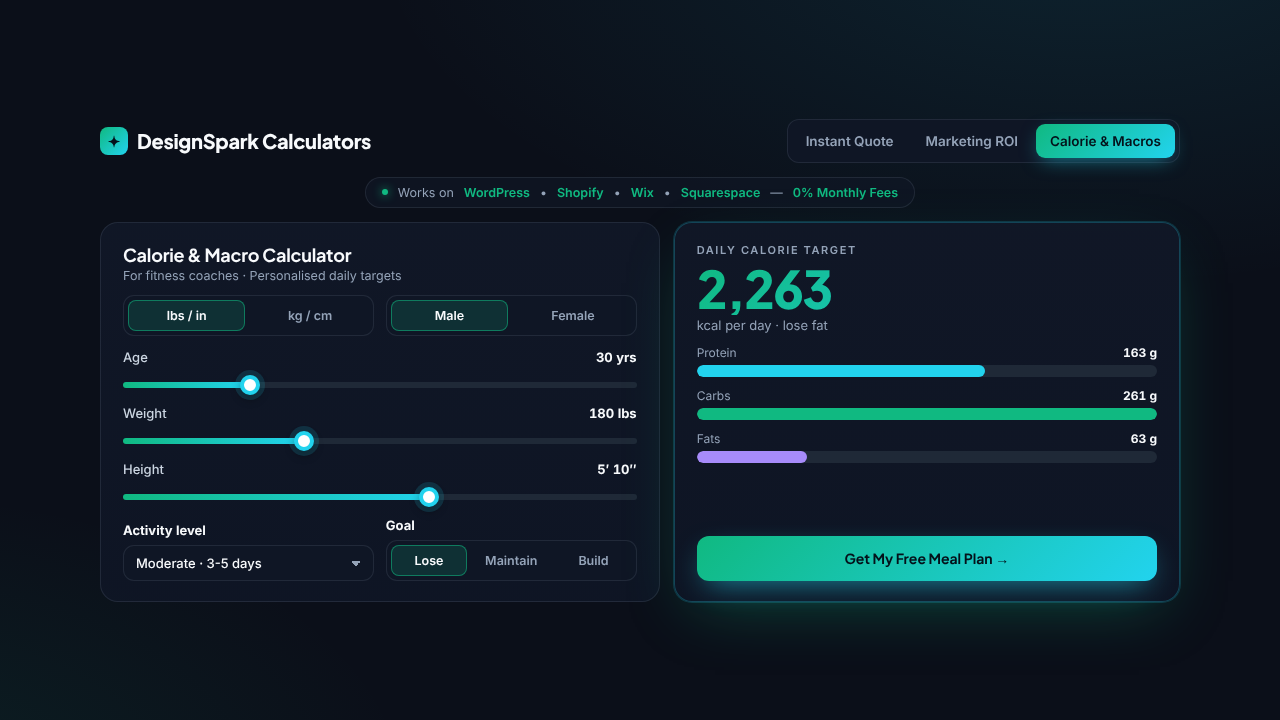 DesignSpark Calculators
Instant Quote Marketing ROI Calorie & Macros
Works on WordPress • Shopify • Wix • Squarespace — 0% Monthly Fees
Calorie & Macro Calculator
For fitness coaches · Personalised daily targets
lbs / in kg / cm Male Female
Age 30 yrs
Weight 180 lbs
Height 5′ 10″
Activity level Goal
Moderate · 3-5 days Lose Maintain Build
DAILY CALORIE TARGET
2,263
kcal per day · lose fat
Protein 163 g
Carbs 261 g
Fats 63 g
Get My Free Meal Plan →